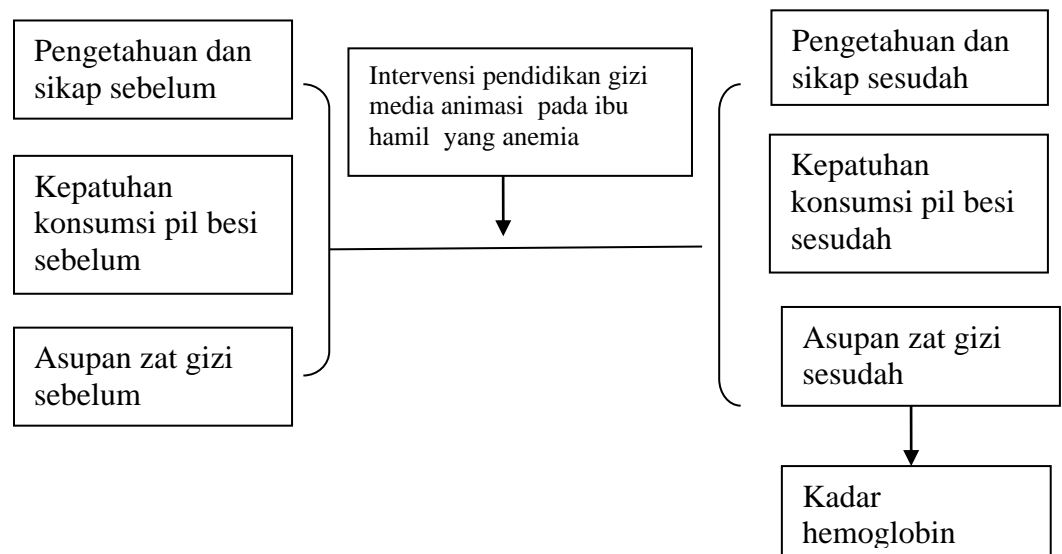 Pengetahuan dan
sikap sebelum
Kepatuhan
konsumsi pil besi
sebelum
Asupan zat gizi
sebelum
Intervensi pendidikan gizi
media animasi pada ibu
hamil yang anemia
Pengetahuan dan
sikap sesudah
Kepatuhan
konsumsi pil besi
sesudah
Asupan zat gizi
sesudah
Kadar
hemoglobin